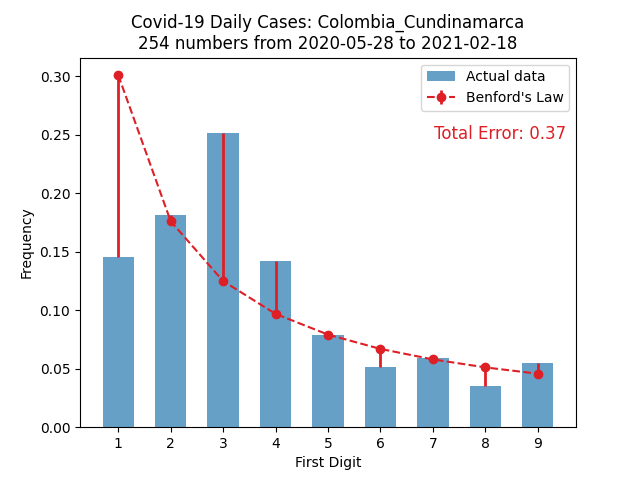 Covid-19 Daily Cases: Colombia_Cundinamarca
254 numbers from 2020-05-28 to 2021-02-18
Actual data
Benford's Law
Total Error: 0.37
Frequency
0.30
0.25
0.20
0.15
0.10
0.05
0.00
1 2 3 4 5 6 7 8 9
First Digit